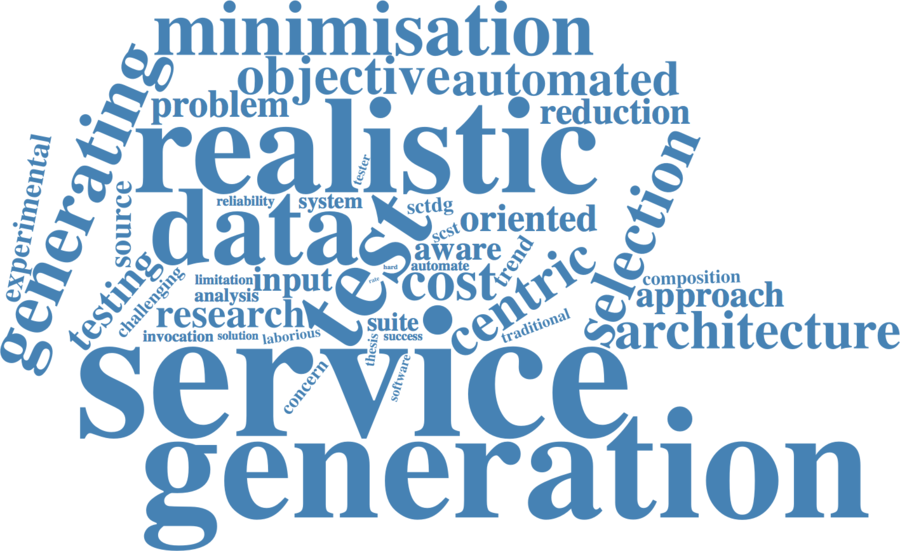 minimisation
objective automated
generating
problem
reduction
realistic
experimental
tester
selection
source
reliability
system
sctdg
data
test
scst
oriented
aware
trend
hard
automate
testing
challenging
limitation
input
rate
cost
centric
composition
analysis
approach
research
suite
traditional
architecture
invocation
solution
laborious
thesis
success
service
concern
software
generation